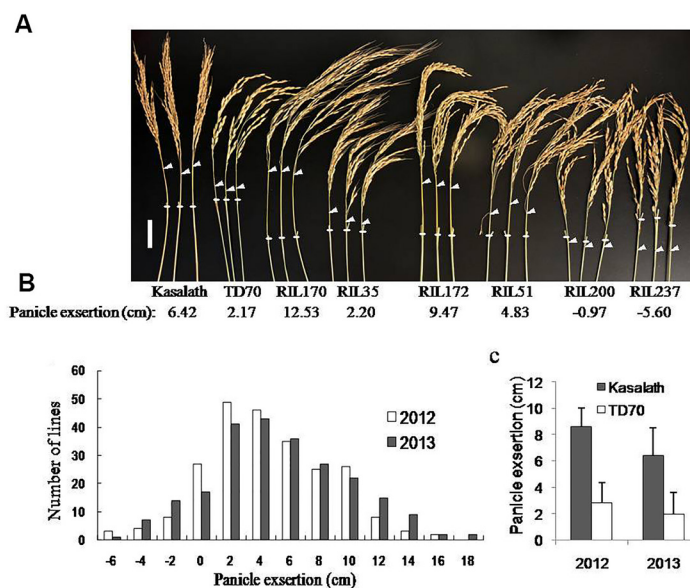 A
Kasalath TD70 RIL170 RIL35 RIL172 RIL51 RIL200 RIL237
Panicle exsertion (cm): 6.42 2.17 12.53 2.20 9.47 4.83 -0.97 -5.60
B
Number of lines
60
50
40
30
20
10
0
2012
2013
-6 -4 -2 0 2 4 6 8 10 12 14 16 18
Panicle exsertion (cm)
c
Panicle exsertion (cm)
12
10
8
6
4
2
0
Kasalath
TD70
2012 2013